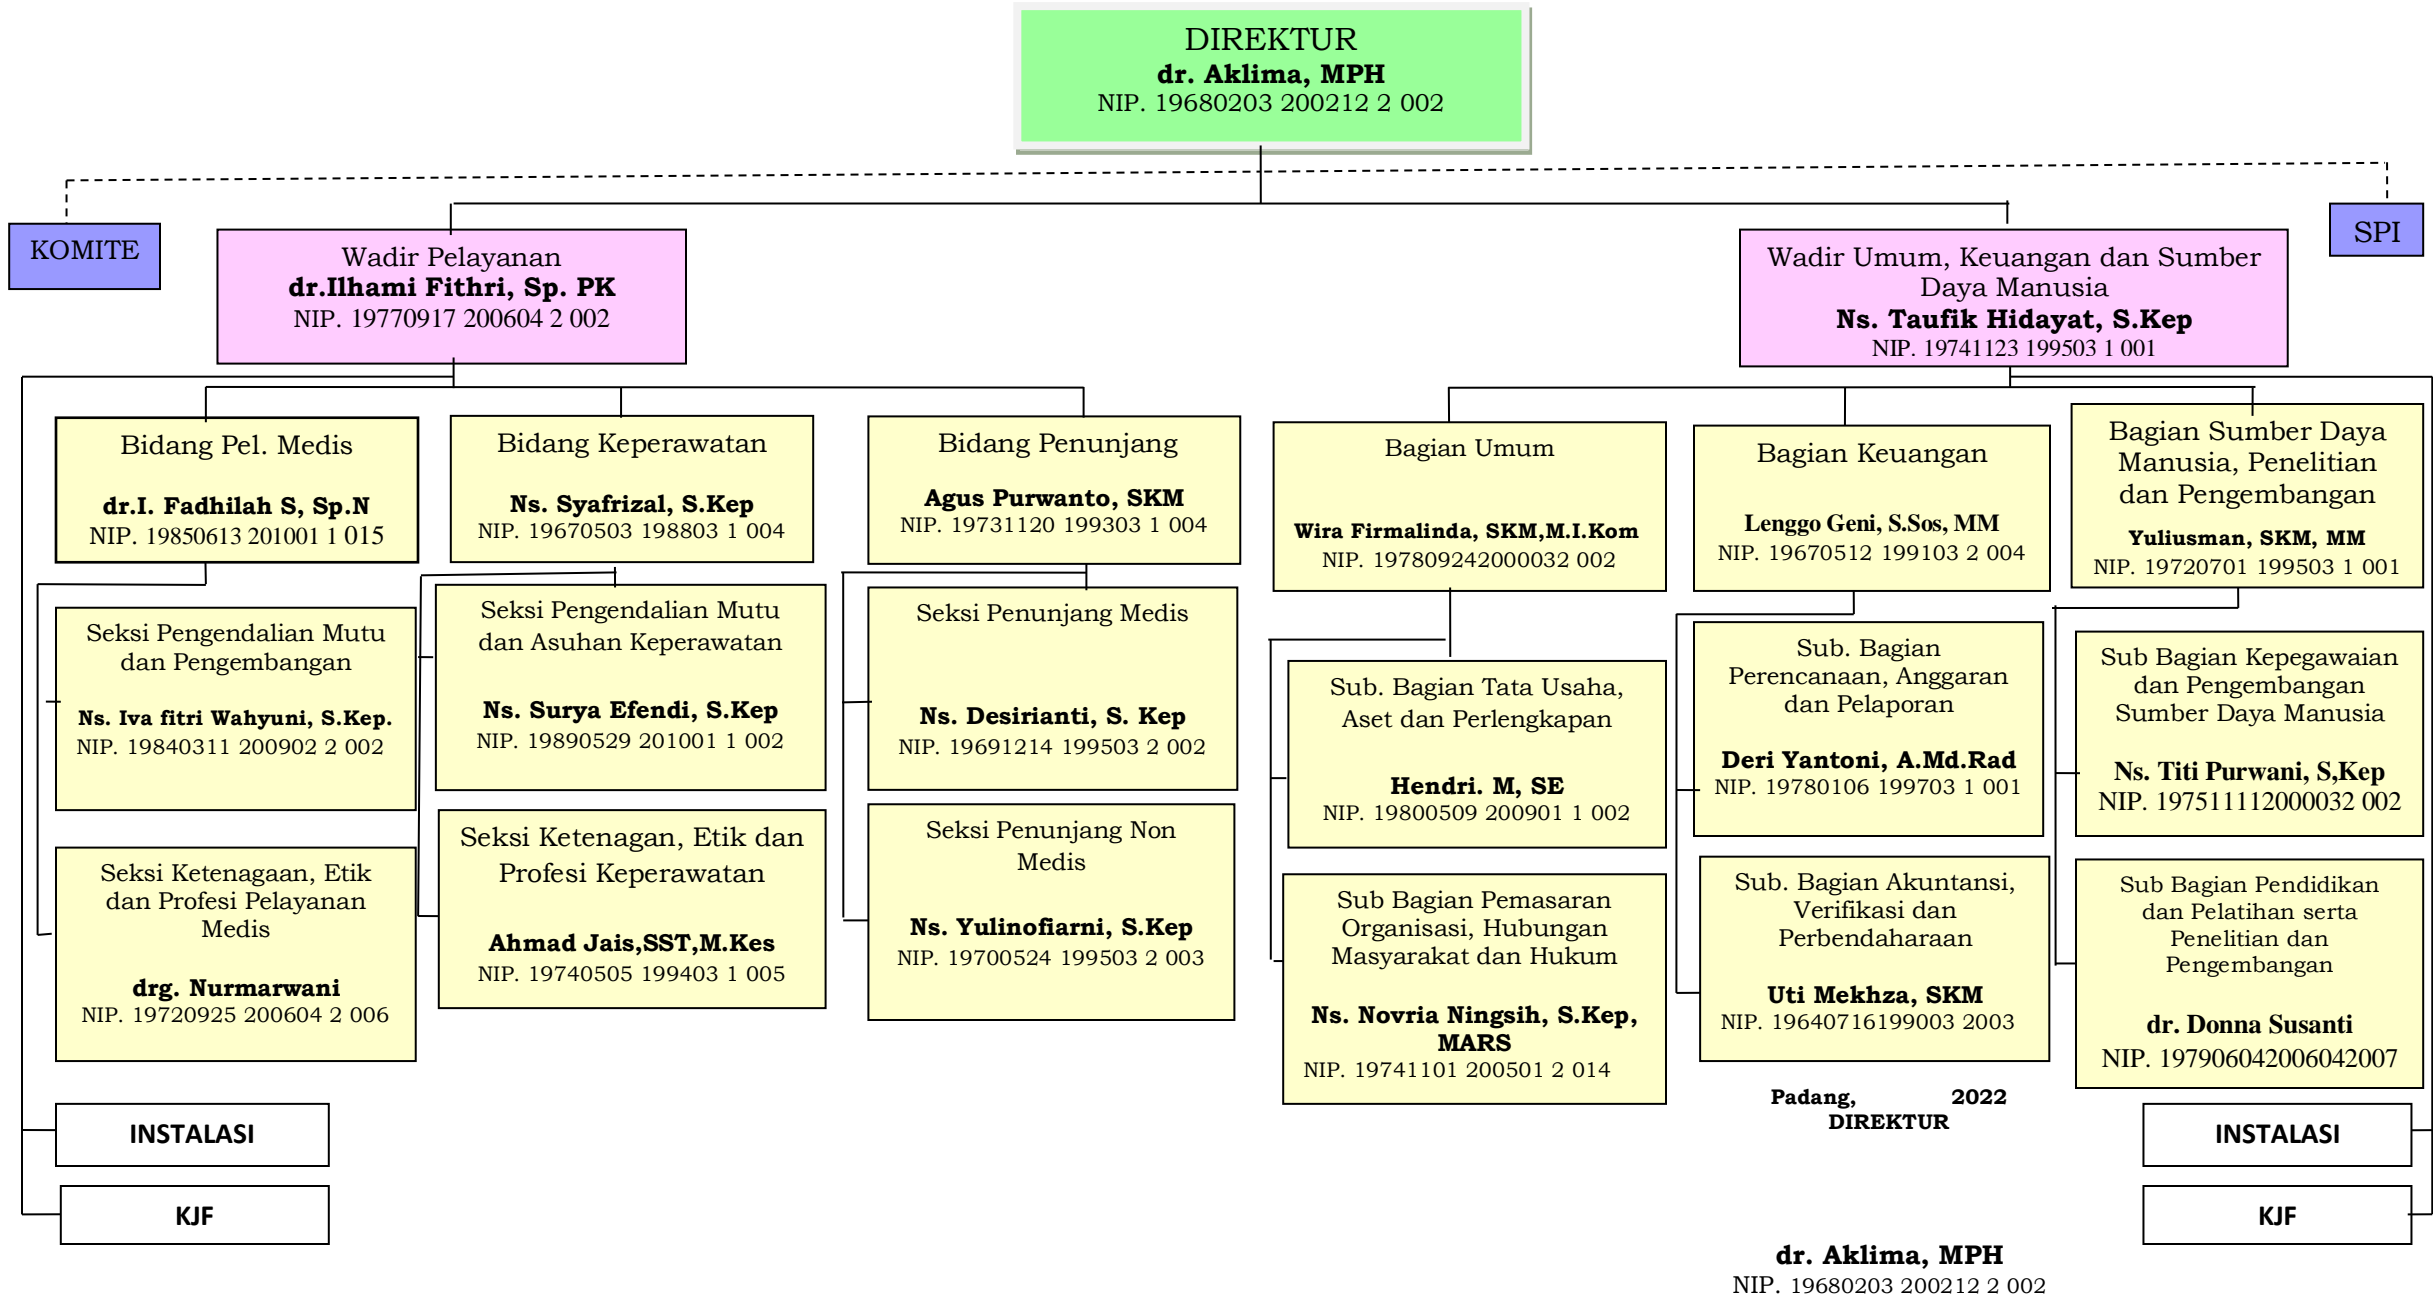 DIREKTUR
dr. Aklima, MPH
NIP. 19680203 200212 2 002
KOMITE
SPI
Wadir Pelayanan
dr.Ilhami Fithri, Sp. PK
NIP. 19770917 200604 2 002
Wadir Umum, Keuangan dan Sumber
Daya Manusia
Ns. Taufik Hidayat, S.Kep
NIP. 19741123 199503 1 001
Bidang Pel. Medis
dr.I. Fadhilah S, Sp.N
NIP. 19850613 201001 1 015
Bidang Keperawatan
Ns. Syafrizal, S.Kep
NIP. 19670503 198803 1 004
Bidang Penunjang
Agus Purwanto, SKM
NIP. 19731120 199303 1 004
Bagian Umum
Wira Firmalinda, SKM,M.I.Kom
NIP. 197809242000032 002
Bagian Keuangan
Lenggo Geni, S.Sos, MM
NIP. 19670512 199103 2 004
Bagian Sumber Daya
Manusia, Penelitian
dan Pengembangan
Yuliusman, SKM, MM
NIP. 19720701 199503 1 001
Seksi Pengendalian Mutu
dan Pengembangan
Ns. Iva fitri Wahyuni, S.Kep.
NIP. 19840311 200902 2 002
Seksi Pengendalian Mutu
dan Asuhan Keperawatan
Ns. Surya Efendi, S.Kep
NIP. 19890529 201001 1 002
Seksi Penunjang Medis
Ns. Desirianti, S. Kep
NIP. 19691214 199503 2 002
Sub. Bagian Tata Usaha,
Aset dan Perlengkapan
Hendri. M, SE
NIP. 19800509 200901 1 002
Sub. Bagian
Perencanaan, Anggaran
dan Pelaporan
Deri Yantoni, A.Md.Rad
NIP. 19780106 199703 1 001
Sub Bagian Kepegawaian
dan Pengembangan
Sumber Daya Manusia
Ns. Titi Purwani, S,Kep
NIP. 197511112000032 002
Seksi Ketenagaan, Etik
dan Profesi Pelayanan
Medis
drg. Nurmarwani
NIP. 19720925 200604 2 006
Seksi Ketenagan, Etik dan
Profesi Keperawatan
Ahmad Jais,SST,M.Kes
NIP. 19740505 199403 1 005
Seksi Penunjang Non
Medis
Ns. Yulinofiarni, S.Kep
NIP. 19700524 199503 2 003
Sub Bagian Pemasaran
Organisasi, Hubungan
Masyarakat dan Hukum
Ns. Novria Ningsih, S.Kep,
MARS
NIP. 19741101 200501 2 014
Sub. Bagian Akuntansi,
Verifikasi dan
Perbendaharaan
Uti Mekhza, SKM
NIP. 19640716199003 2003
Sub Bagian Pendidikan
dan Pelatihan serta
Penelitian dan
Pengembangan
dr. Donna Susanti
NIP. 197906042006042007
INSTALASI
KJF
Padang, 2022
DIREKTUR
INSTALASI
KJF
dr. Aklima, MPH
NIP. 19680203 200212 2 002